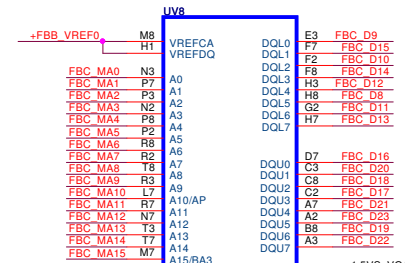 UV8
+FBB_VREF0 M8 VREFCA DQL0 E3 FBC_D9
H1 VREFDQ DQL1 F7 FBC_D15
DQL2 F2 FBC_D10
FBC_MA0 N3 A0 DQL3 F8 FBC_D14
FBC_MA1 P7 A1 DQL4 H3 FBC_D12
FBC_MA2 P3 A2 DQL5 H8 FBC_D8
FBC_MA3 N2 A3 DQL6 G2 FBC_D11
FBC_MA4 P8 A4 DQL7 H7 FBC_D13
FBC_MA5 P2 A5
FBC_MA6 R8 A6
FBC_MA7 R2 A7 DQU0 D7 FBC_D16
FBC_MA8 T8 A8 DQU1 C3 FBC_D20
FBC_MA9 R3 A9 DQU2 C8 FBC_D18
FBC_MA10 L7 A10/AP DQU3 C2 FBC_D17
FBC_MA11 R7 A11 DQU4 A7 FBC_D21
FBC_MA12 N7 A12 DQU5 A2 FBC_D23
FBC_MA13 T3 A13 DQU6 B8 FBC_D19
FBC_MA14 T7 A14 DQU7 A3 FBC_D22
FBC_MA15 M7 A15/BA3